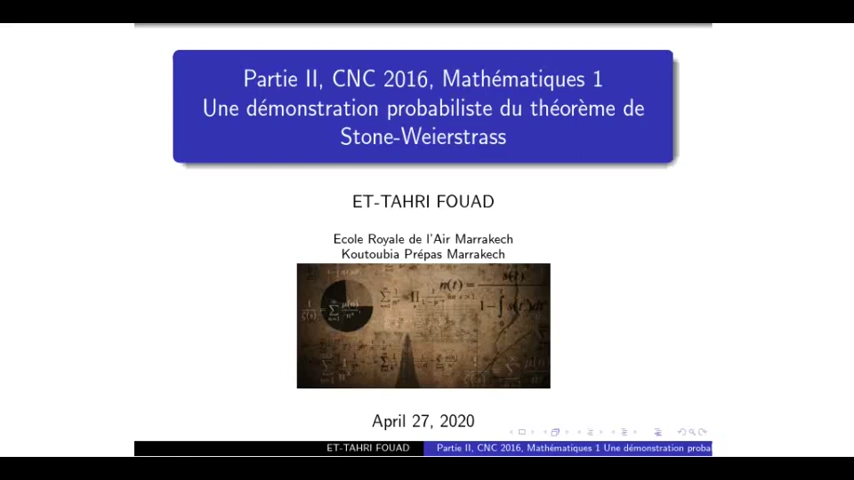 Partie II, CNC 2016, Mathématiques 1
Une démonstration probabiliste du théorème de
Stone-Weierstrass
ET-TAHRI FOUAD
Ecole Royale de l'Air Marrakech
Koutoubia Prépas Marrakech
April 27, 2020
ET-TAHRI FOUAD
Partie II, CNC 2016, Mathématiques 1 Une démonstration proba